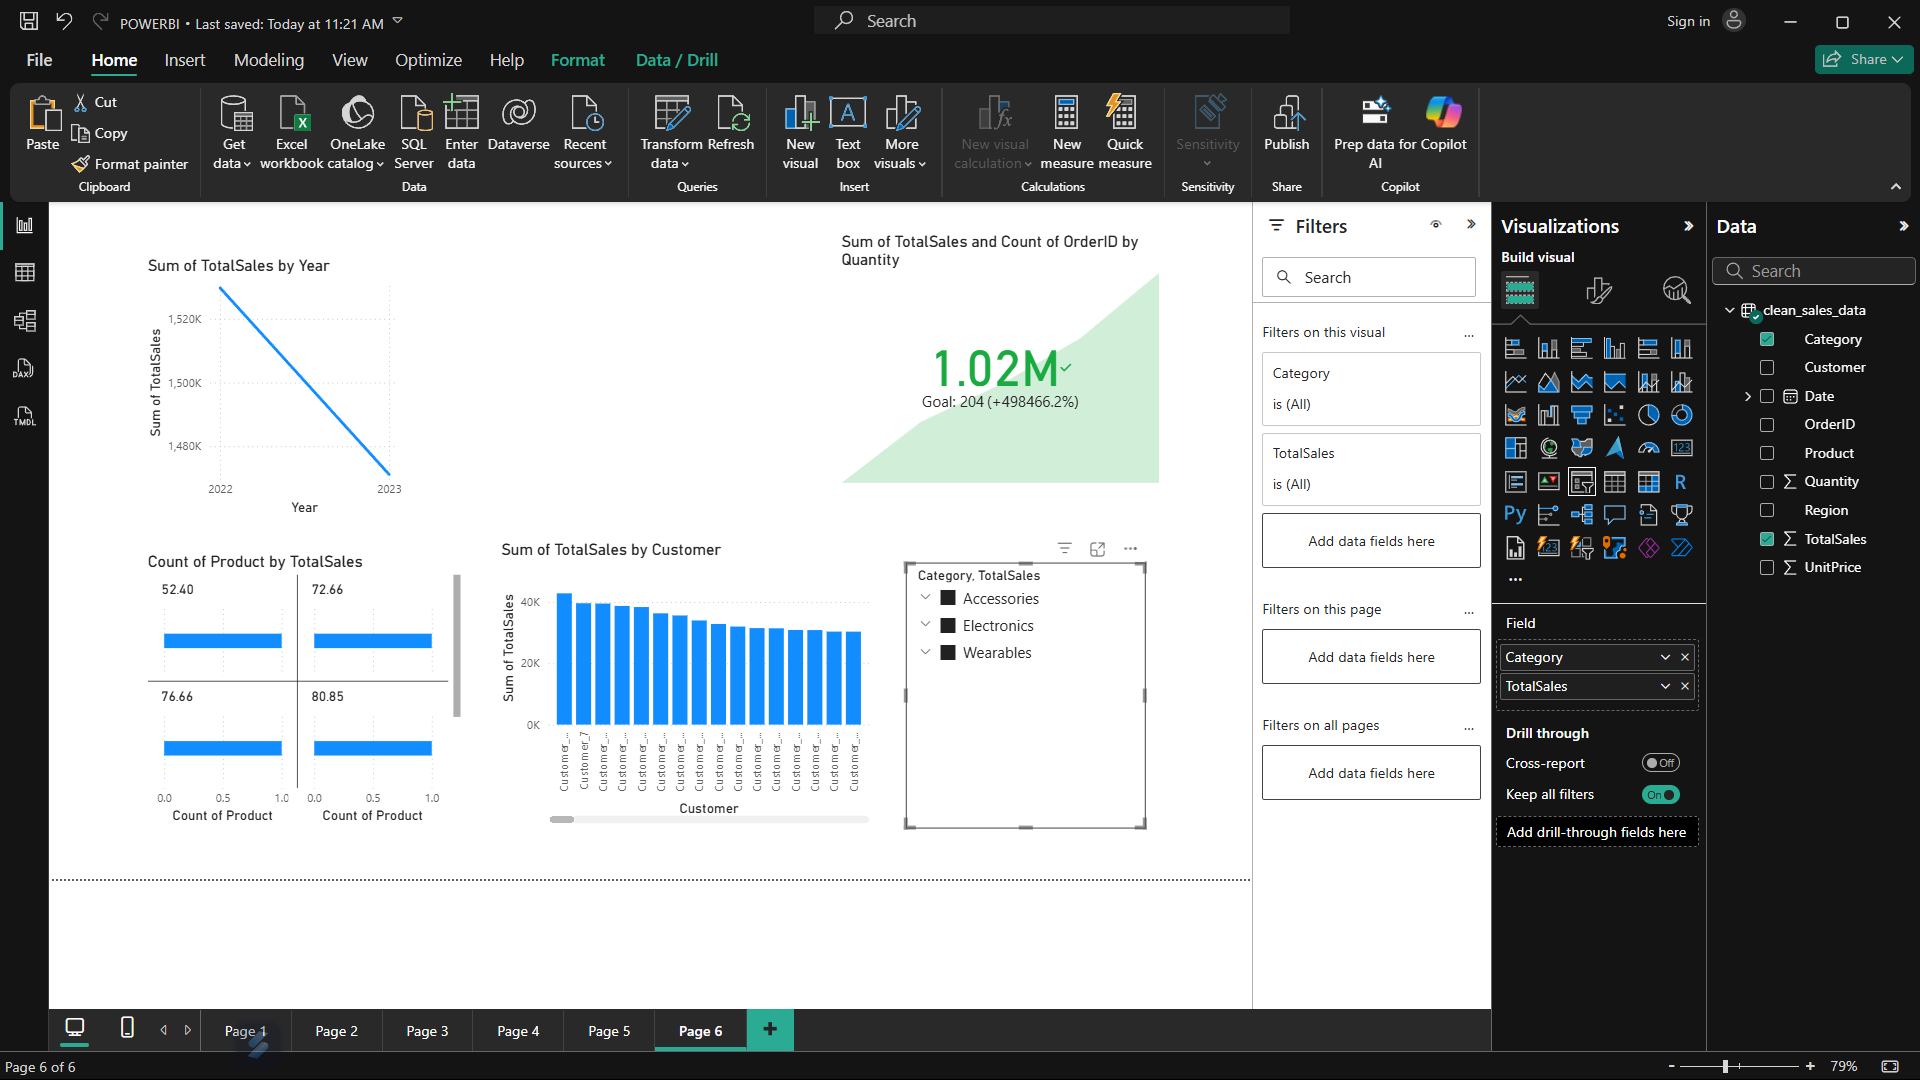 POWERBI • Last saved: Today at 11:21 AM
Search
Sign in
File
Home
Insert
Modeling
View
Optimize
Help
Format
Data / Drill
Share
Paste
Cut
Copy
Format painter
Clipboard
Get data
Excel workbook
OneLake catalog
SQL Server
Enter data
Dataverse
Recent sources
Data
Transform data
Refresh
Queries
New visual
Text box
More visuals
Insert
New visual calculation
New measure
Quick measure
Calculations
Sensitivity
Sensitivity
Publish
Share
Prep data for AI
Copilot
Copilot
DAX
TMDL
Sum of TotalSales by Year
Sum of TotalSales
1,520K
1,500K
1,480K
2022
2023
Year
Sum of TotalSales and Count of OrderID by
Quantity
1.02M
Goal: 204 (+498466.2%)
Count of Product by TotalSales
52.40
72.66
76.66
80.85
0.0 0.5 1.0
0.0 0.5 1.0
Count of Product
Count of Product
Sum of TotalSales by Customer
Sum of TotalSales
40K
20K
0K
Customer_...
Customer_7
Customer_...
Customer_...
Customer_...
Customer_...
Customer_...
Customer_...
Customer_...
Customer_...
Customer_...
Customer_...
Customer_...
Customer_...
Customer_...
Customer_...
Customer
Category, TotalSales
Accessories
Electronics
Wearables
Filters
Search
Filters on this visual
...
Category
is (All)
TotalSales
is (All)
Add data fields here
Filters on this page
...
Add data fields here
Filters on all pages
...
Add data fields here
Visualizations
Build visual
123
R
Py
123
...
Field
Category
TotalSales
Drill through
Cross-report
Off
Keep all filters
On
Add drill-through fields here
Data
Search
clean_sales_data
Category
Customer
Date
OrderID
Product
Quantity
Region
TotalSales
UnitPrice
Page 1
Page 2
Page 3
Page 4
Page 5
Page 6
Page 6 of 6
79%